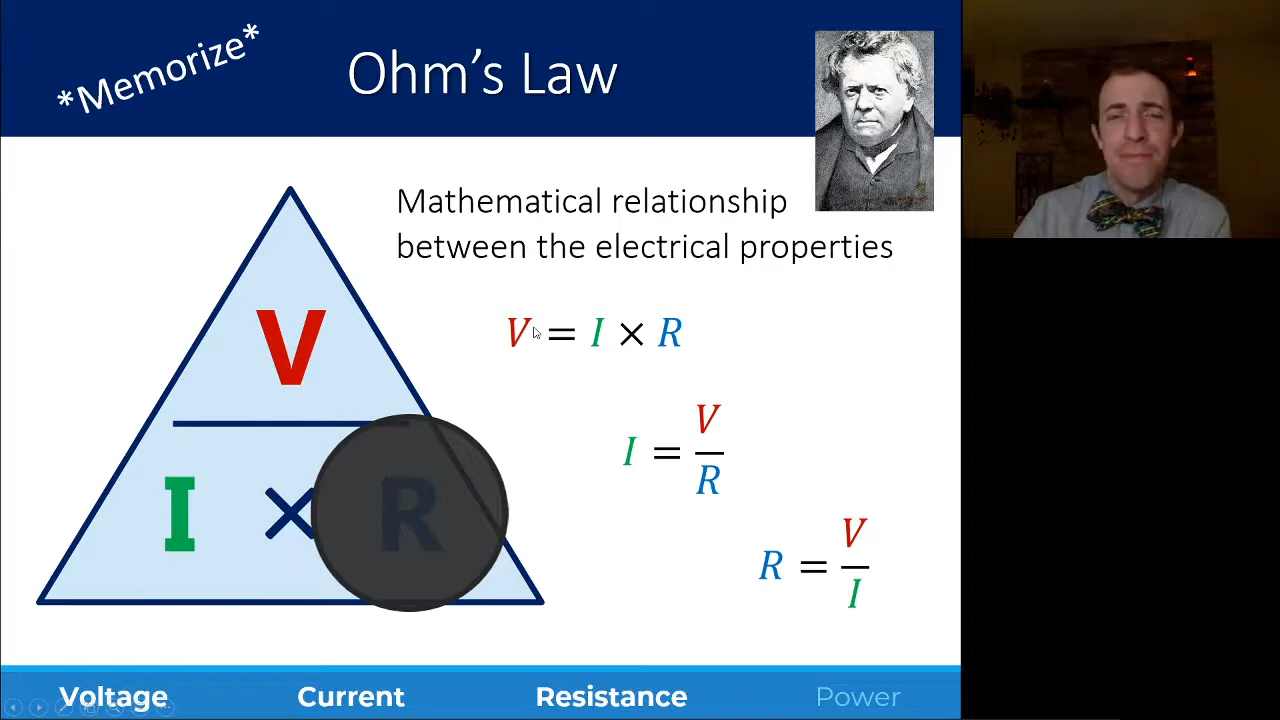 *Memorize*
Ohm's Law
Mathematical relationship
between the electrical properties
V
I × R
V = I × R
I = V/R
R = V/I
Voltage Current Resistance Power